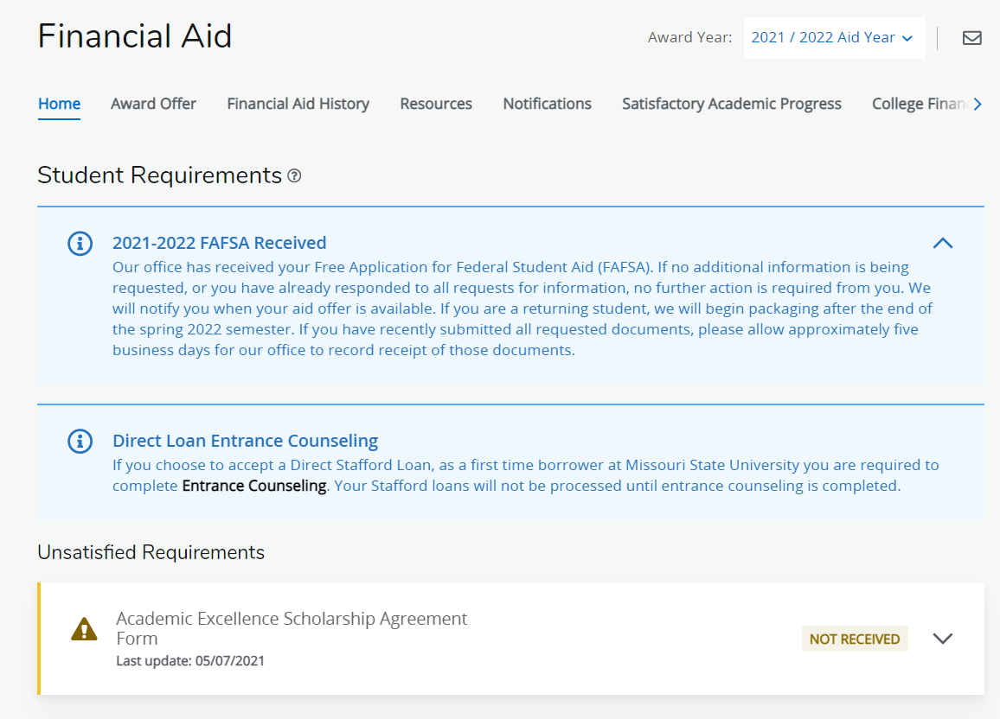 Financial Aid
Award Year: 2021 / 2022 Aid Year
Home Award Offer Financial Aid History Resources Notifications Satisfactory Academic Progress College Finan
Student Requirements
2021-2022 FAFSA Received
Our office has received your Free Application for Federal Student Aid (FAFSA). If no additional information is being
requested, or you have already responded to all requests for information, no further action is required from you. We
will notify you when your aid offer is available. If you are a returning student, we will begin packaging after the end of
the spring 2022 semester. If you have recently submitted all requested documents, please allow approximately five
business days for our office to record receipt of those documents.
Direct Loan Entrance Counseling
If you choose to accept a Direct Stafford Loan, as a first time borrower at Missouri State University you are required to
complete Entrance Counseling. Your Stafford loans will not be processed until entrance counseling is completed.
Unsatisfied Requirements
Academic Excellence Scholarship Agreement
Form
Last update: 05/07/2021
NOT RECEIVED